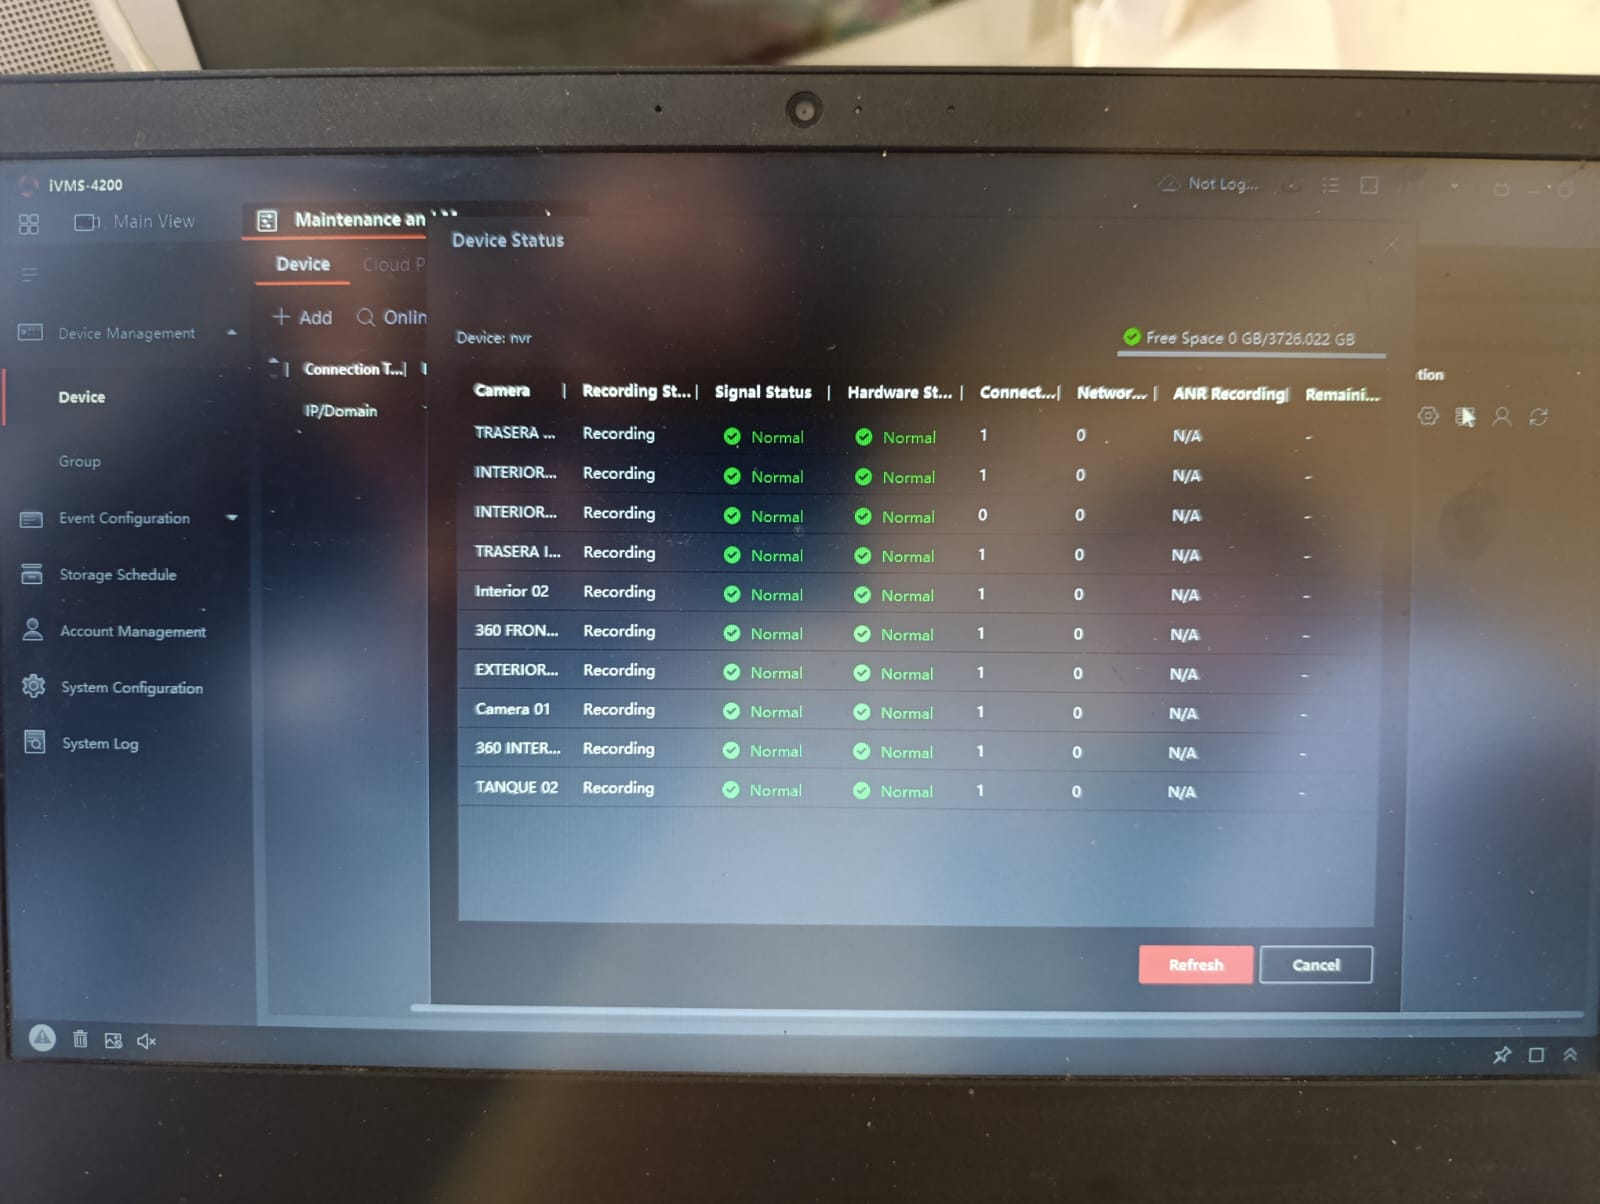 iVMS-4200
Not Log...
Main View
Maintenance an
Device
Cloud P
Add
Onlin
Connection T...
IP/Domain
Device Management
Device
Group
Event Configuration
Storage Schedule
Account Management
System Configuration
System Log
Device Status
Device: nvr
Free Space 0 GB/3726.022 GB
Camera | Recording St... | Signal Status | Hardware St... | Connect... | Networ... | ANR Recording | Remaini...
TRASERA ... Recording Normal Normal 1 0 N/A -
INTERIOR... Recording Normal Normal 1 0 N/A -
INTERIOR... Recording Normal Normal 0 0 N/A -
TRASERA I... Recording Normal Normal 1 0 N/A -
Interior 02 Recording Normal Normal 1 0 N/A -
360 FRON... Recording Normal Normal 1 0 N/A -
EXTERIOR... Recording Normal Normal 1 0 N/A -
Camera 01 Recording Normal Normal 1 0 N/A -
360 INTER... Recording Normal Normal 1 0 N/A -
TANQUE 02 Recording Normal Normal 1 0 N/A -
tion
Refresh
Cancel